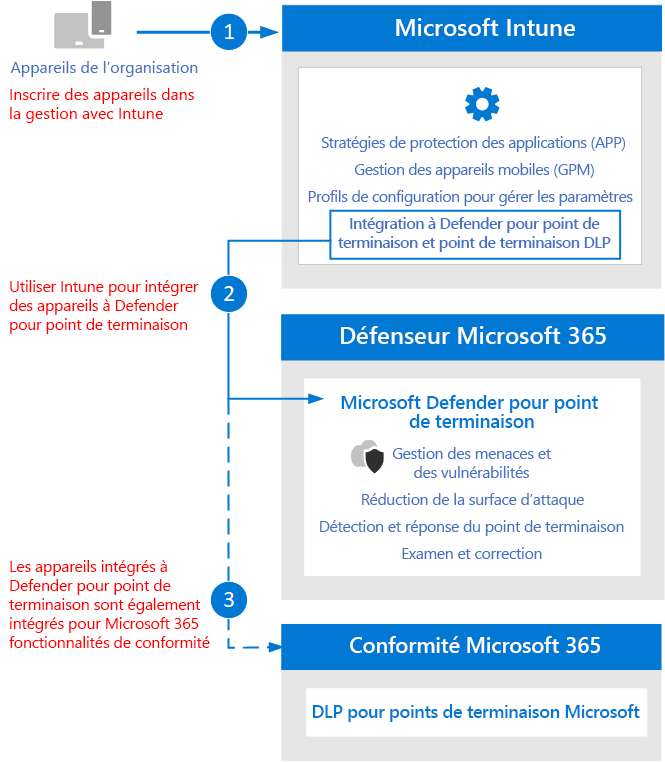 1
Microsoft Intune
Appareils de l’organisation
Inscrire des appareils dans
la gestion avec Intune
Stratégies de protection des applications (APP)
Gestion des appareils mobiles (GPM)
Profils de configuration pour gérer les paramètres
Intégration à Defender pour point de
terminaison et point de terminaison DLP
Utiliser Intune pour intégrer
des appareils à Defender
pour point de terminaison
2
Défenseur Microsoft 365
Microsoft Defender pour point
de terminaison
Gestion des menaces et
des vulnérabilités
Réduction de la surface d’attaque
Détection et réponse du point de terminaison
Examen et correction
Les appareils intégrés à
Defender pour point de
terminaison sont également
intégrés pour Microsoft 365
fonctionnalités de conformité
3
Conformité Microsoft 365
DLP pour points de terminaison Microsoft